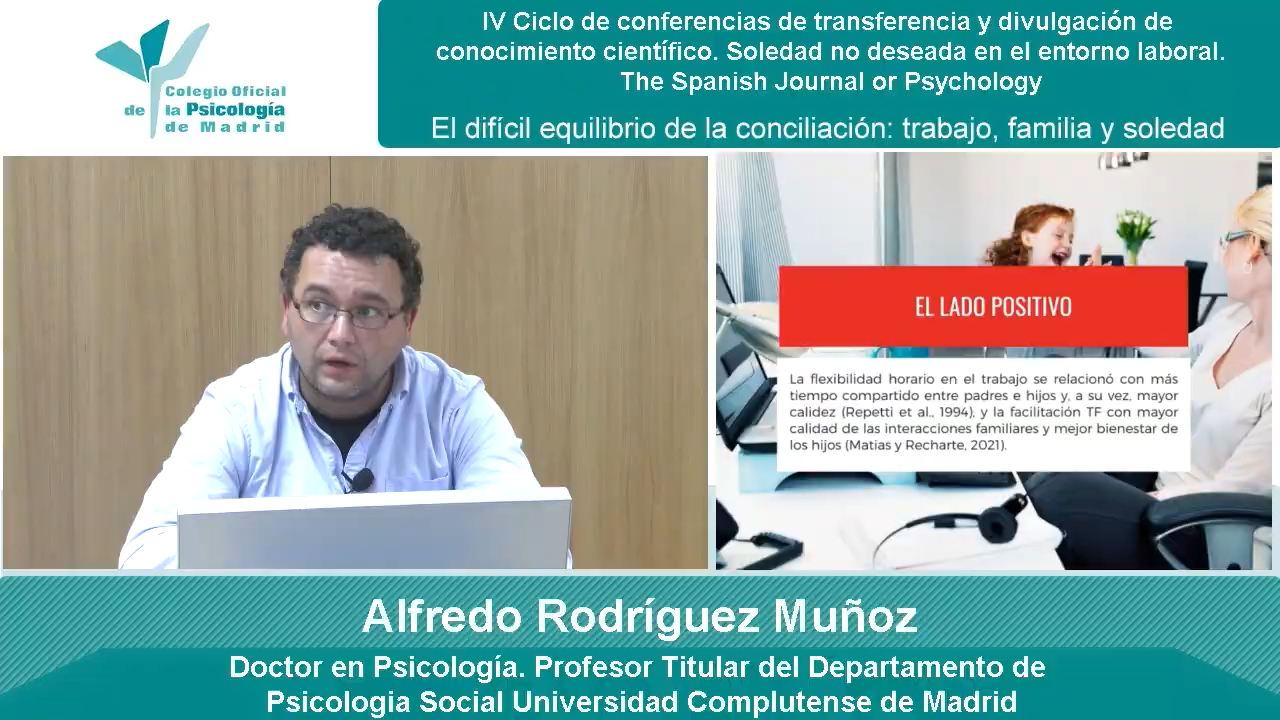 Colegio Oficial
de la Psicología
de Madrid
IV Ciclo de conferencias de transferencia y divulgación de
conocimiento científico. Soledad no deseada en el entorno laboral.
The Spanish Journal or Psychology
El difícil equilibrio de la conciliación: trabajo, familia y soledad
EL LADO POSITIVO
La flexibilidad horario en el trabajo se relacionó con más
tiempo compartido entre padres e hijos y, a su vez, mayor
calidez (Repetti et al., 1994), y la facilitación TF con mayor
calidad de las interacciones familiares y mejor bienestar de
los hijos (Matias y Recharte, 2021).
Alfredo Rodríguez Muñoz
Doctor en Psicología. Profesor Titular del Departamento de
Psicologia Social Universidad Complutense de Madrid